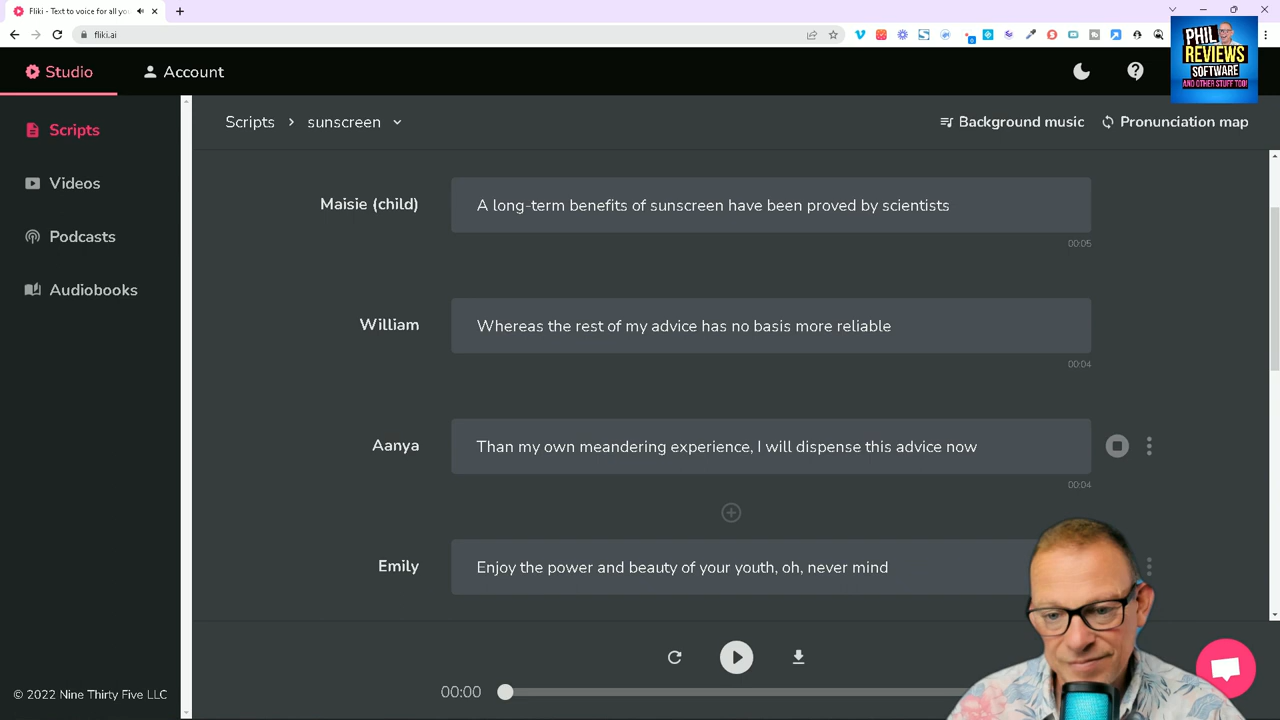 Fliki - Text to voice for all yo
fliki.ai
PHIL
REVIEWS
SOFTWARE
AND OTHER STUFF TOO!
Studio
Account
Scripts
Videos
Podcasts
Audiobooks
Scripts > sunscreen
Background music
Pronunciation map
Maisie (child)
A long-term benefits of sunscreen have been proved by scientists
00:05
William
Whereas the rest of my advice has no basis more reliable
00:04
Aanya
Than my own meandering experience, I will dispense this advice now
00:04
Emily
Enjoy the power and beauty of your youth, oh, never mind
00:00
© 2022 Nine Thirty Five LLC